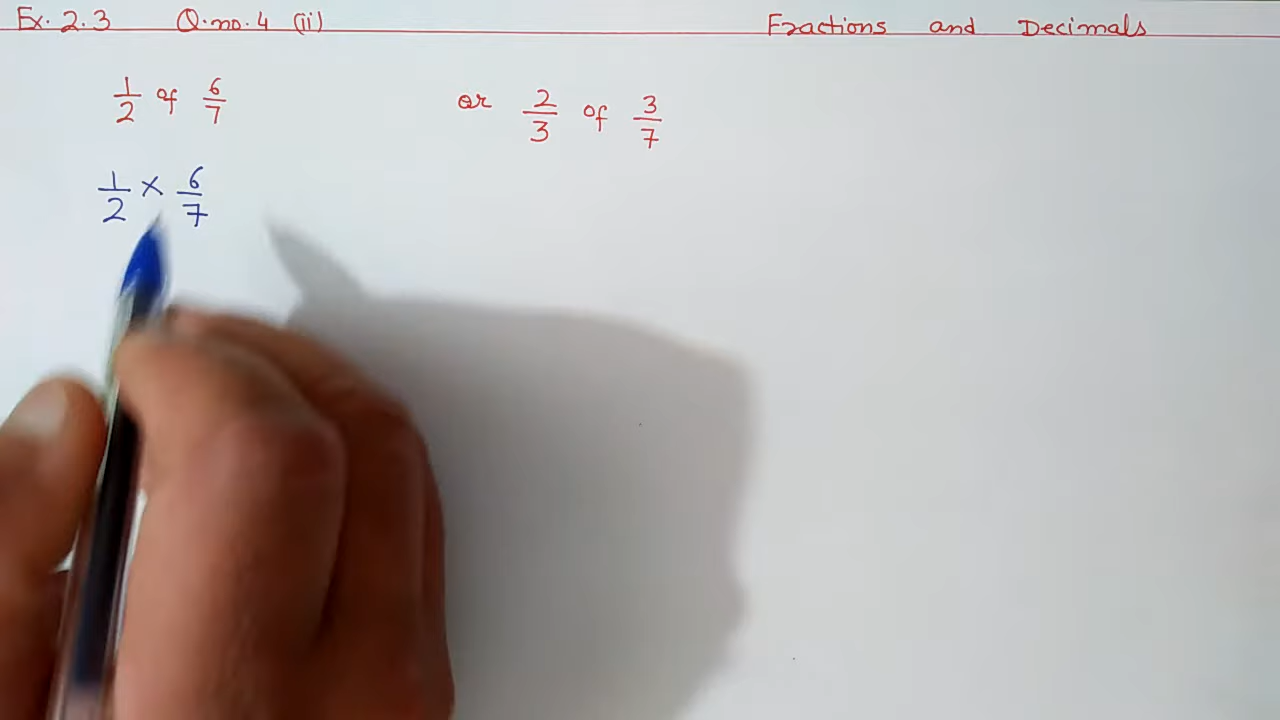 Ex. 2.3 Q. no. 4 (ii) Fractions and Decimals
1/2 of 6/7 or 2/3 of 3/7
1/2 × 6/7